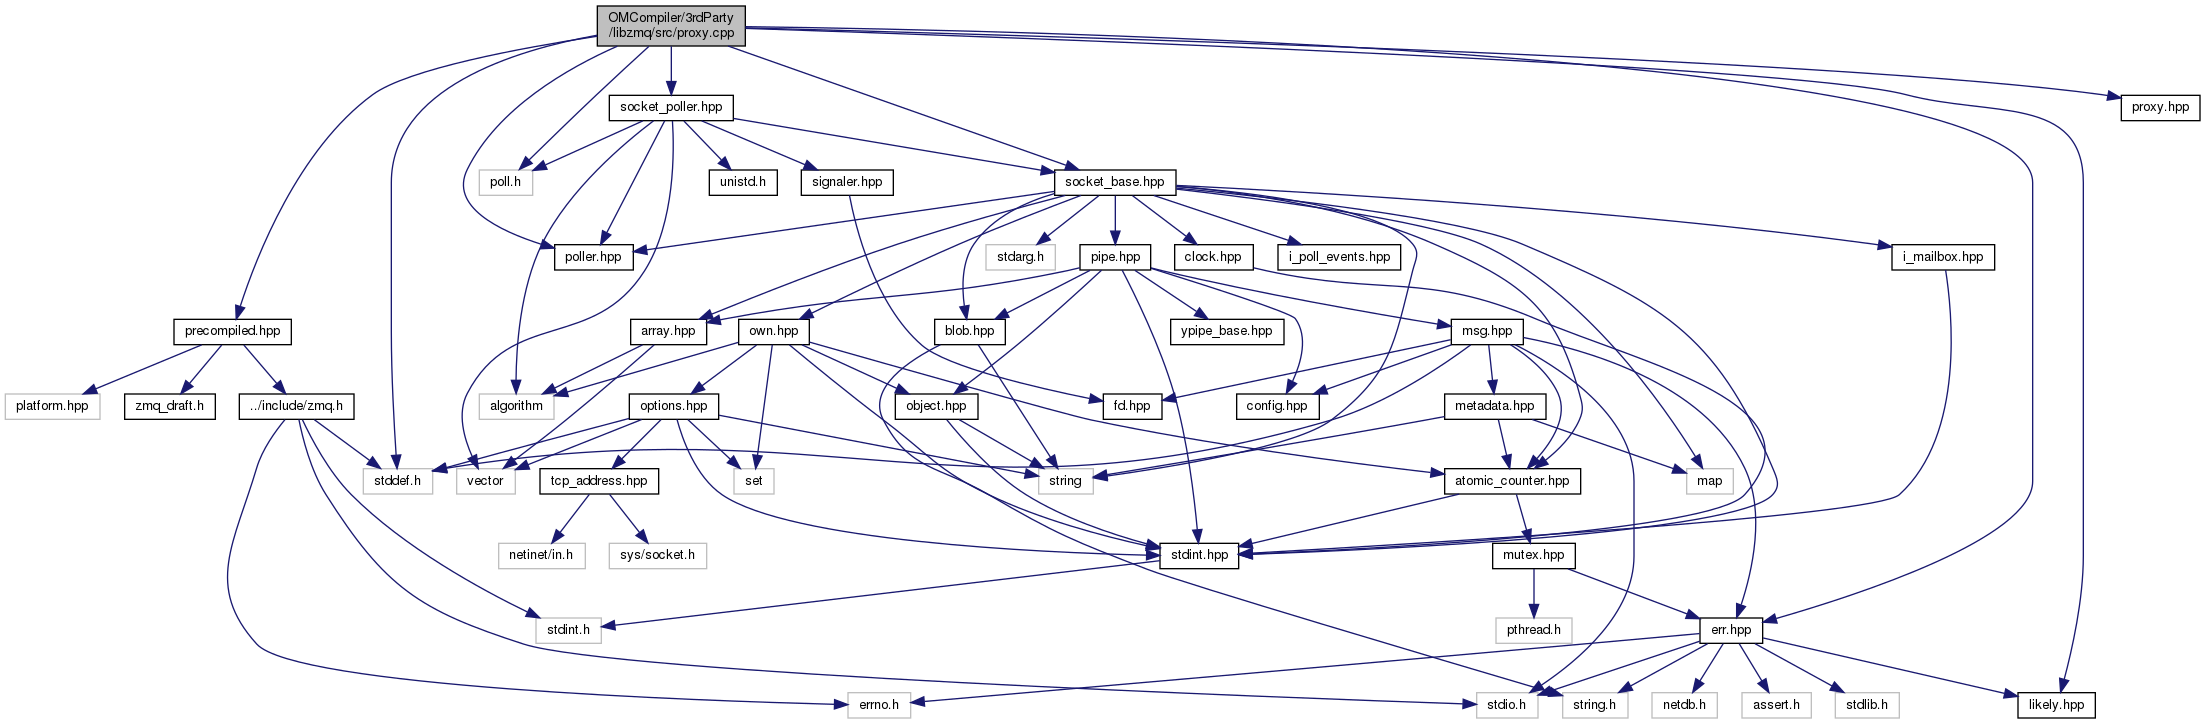 OMCompiler/3rdParty
/libzmq/src/proxy.cpp
socket_poller.hpp
proxy.hpp
poll.h
unistd.h
signaler.hpp
socket_base.hpp
poller.hpp
stdarg.h
pipe.hpp
clock.hpp
i_poll_events.hpp
i_mailbox.hpp
precompiled.hpp
array.hpp
own.hpp
blob.hpp
ypipe_base.hpp
msg.hpp
platform.hpp
zmq_draft.h
../include/zmq.h
algorithm
options.hpp
object.hpp
fd.hpp
config.hpp
metadata.hpp
stddef.h
vector
tcp_address.hpp
set
string
atomic_counter.hpp
map
netinet/in.h
sys/socket.h
stdint.hpp
mutex.hpp
stdint.h
pthread.h
err.hpp
errno.h
stdio.h
string.h
netdb.h
assert.h
stdlib.h
likely.hpp